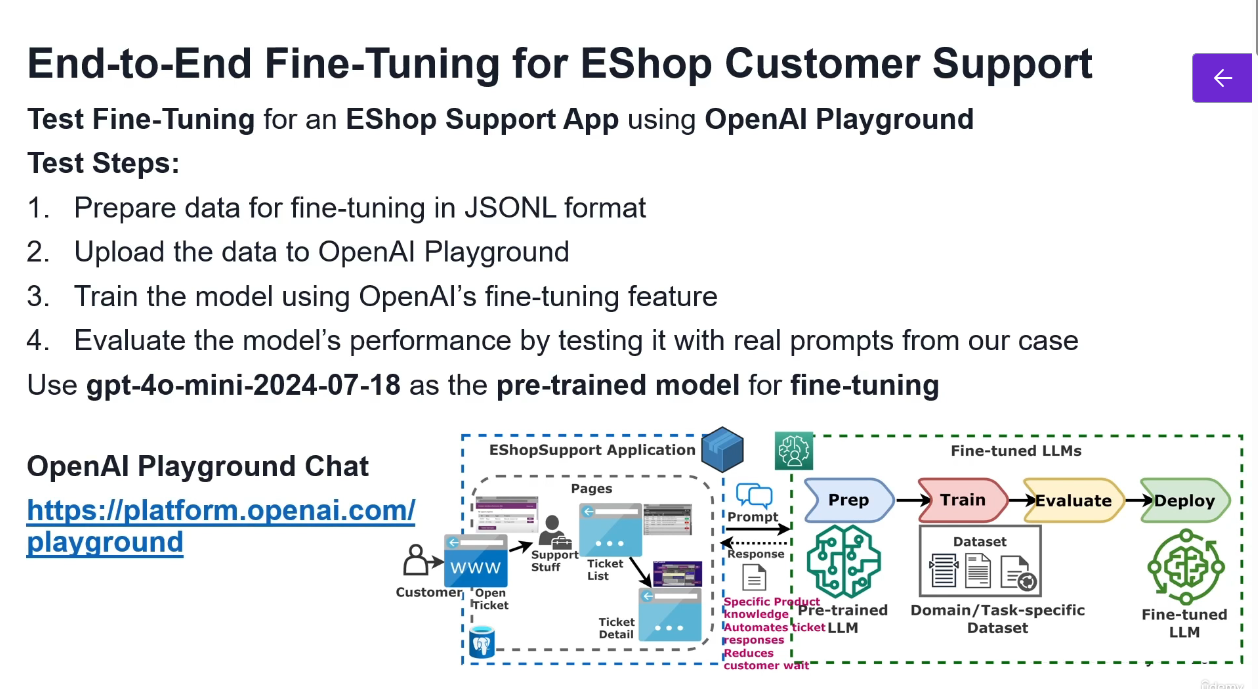 End-to-End Fine-Tuning for EShop Customer Support
Test Fine-Tuning for an EShop Support App using OpenAI Playground
Test Steps:
1. Prepare data for fine-tuning in JSONL format
2. Upload the data to OpenAI Playground
3. Train the model using OpenAI's fine-tuning feature
4. Evaluate the model's performance by testing it with real prompts from our case
Use gpt-4o-mini-2024-07-18 as the pre-trained model for fine-tuning
OpenAI Playground Chat
https://platform.openai.com/
playground
EShopSupport Application
Pages
Customer
www
Open
Ticket
Support
Stuff
Ticket
List
Ticket
Detail
Prompt
Response
Specific Product
knowledge
Automates ticket
responses
Reduces
customer wait
Fine-tuned LLMs
Prep
Train
Evaluate
Deploy
Pre-trained
LLM
Dataset
Domain/Task-specific
Dataset
Fine-tuned
LLM